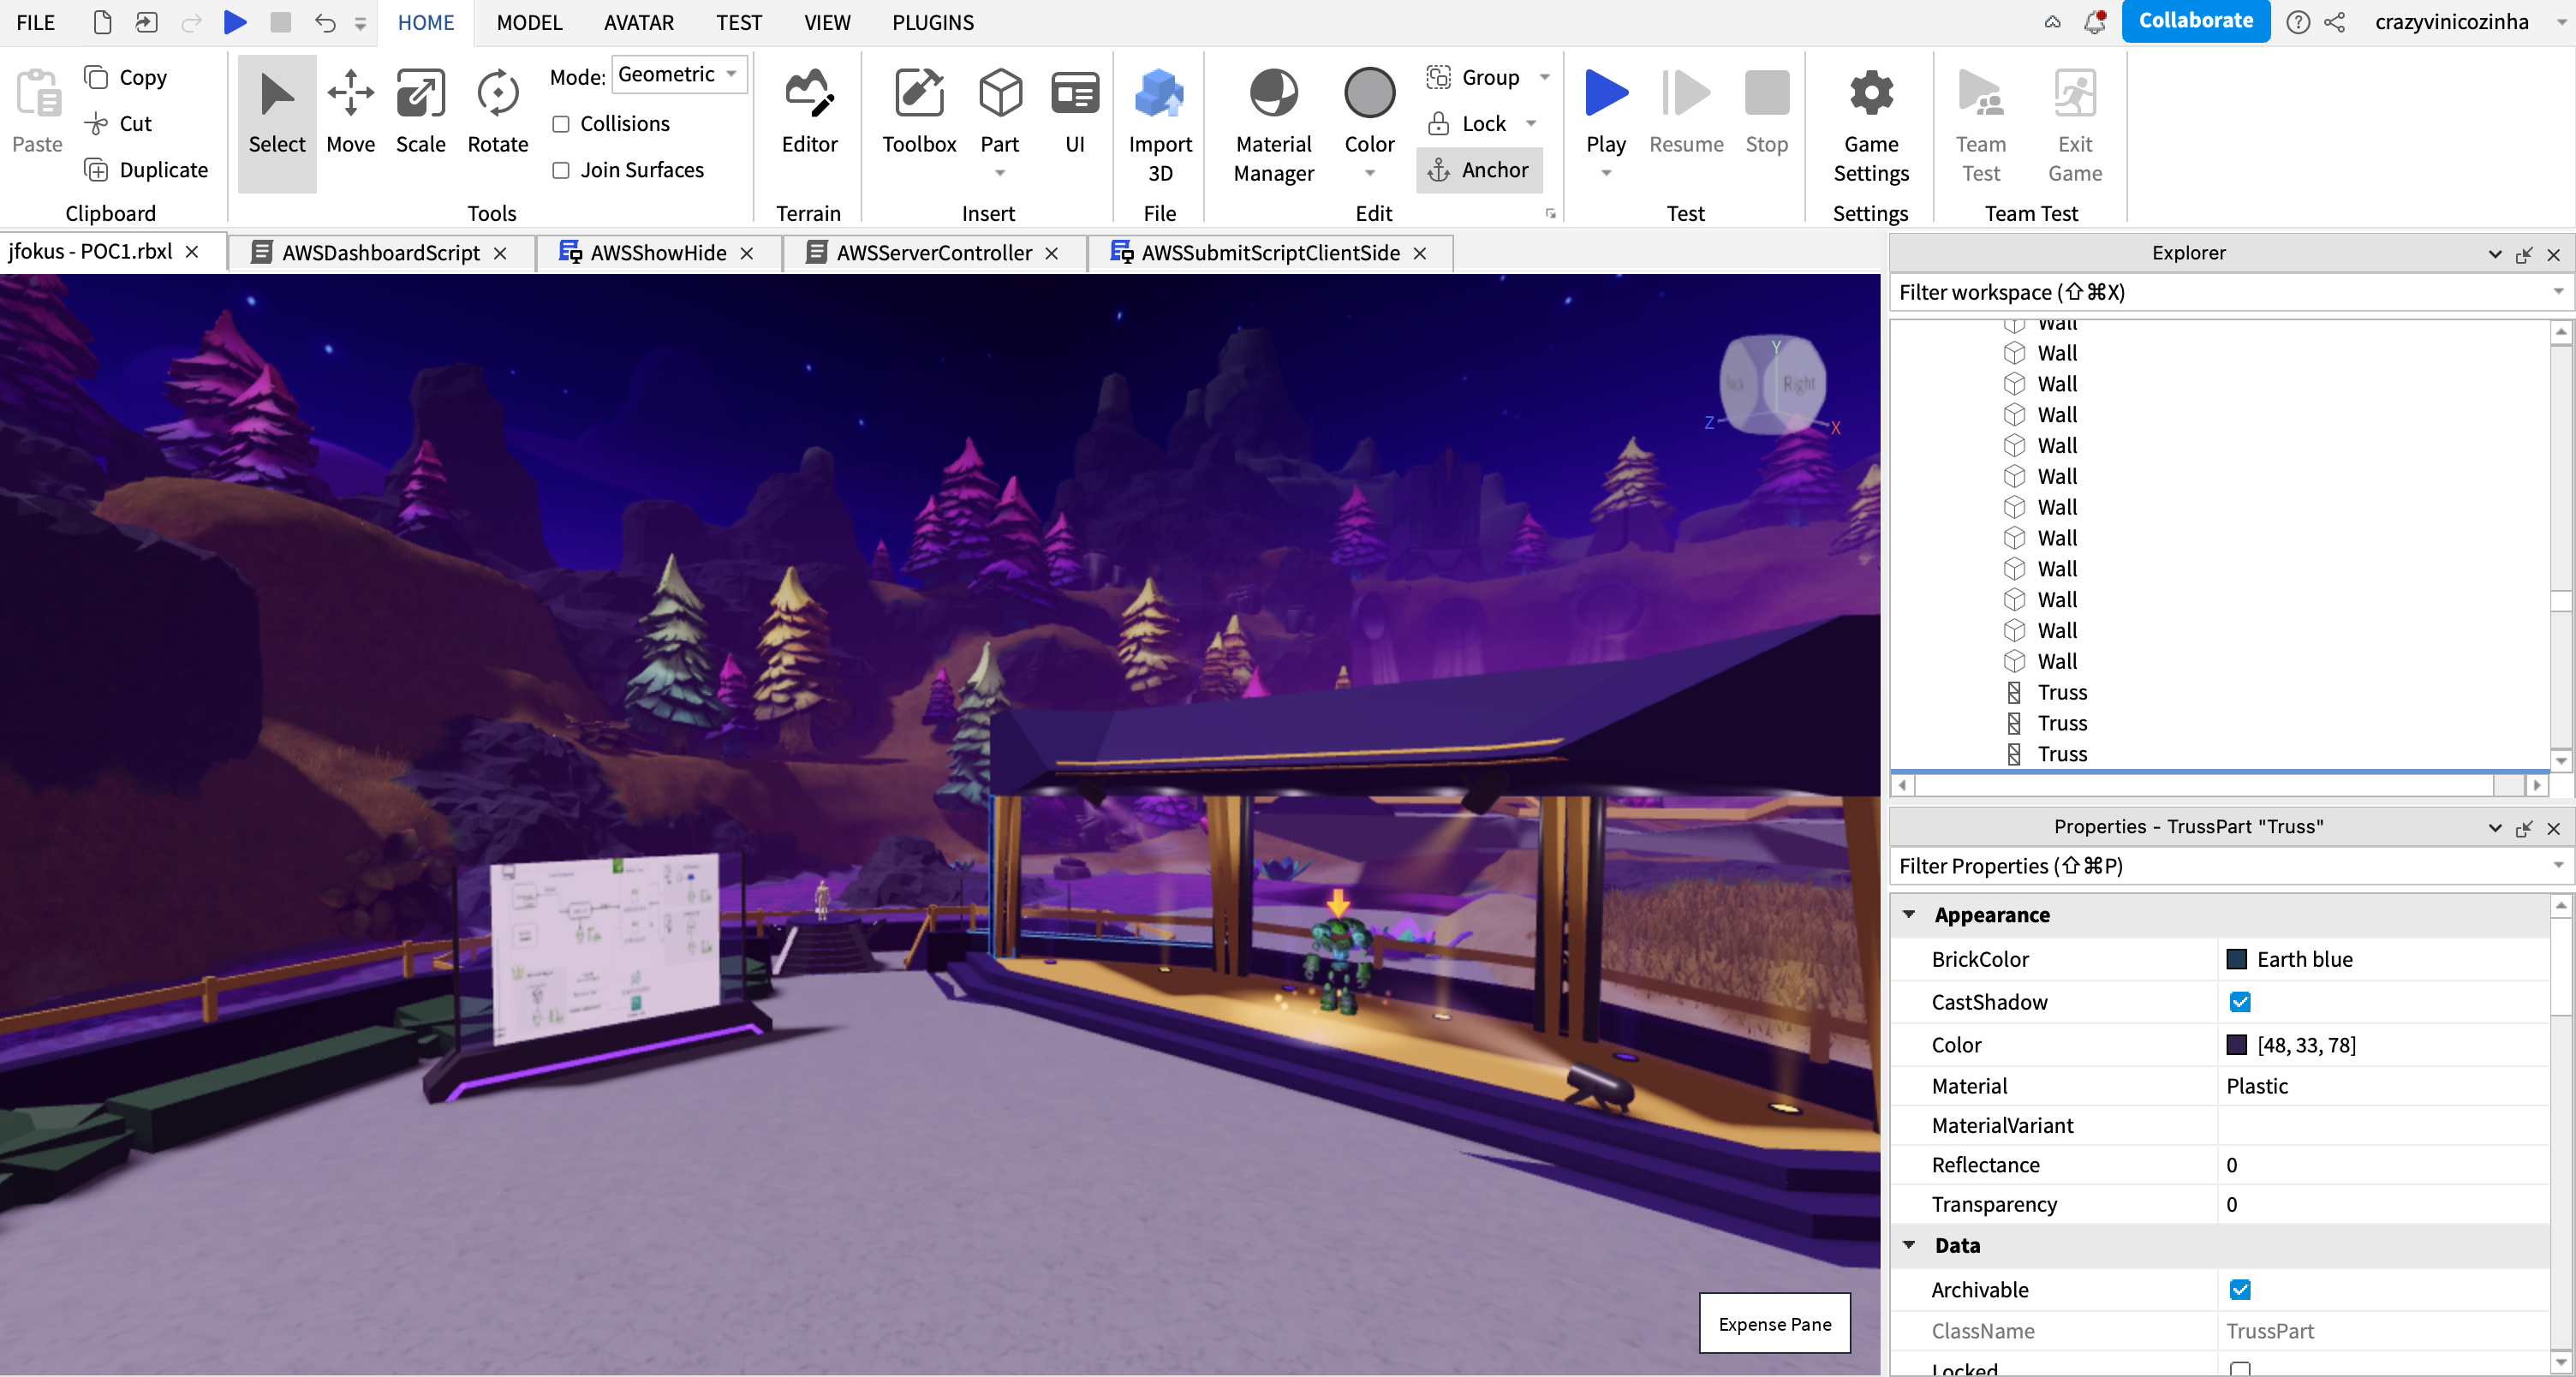 FILE
HOME
MODEL
AVATAR
TEST
VIEW
PLUGINS
Collaborate
crazyvinicozinha
Paste
Copy
Cut
Duplicate
Clipboard
Select
Move
Scale
Rotate
Mode: Geometric
Collisions
Join Surfaces
Tools
Editor
Terrain
Toolbox
Part
UI
Insert
Import
3D
File
Material
Manager
Color
Group
Lock
Anchor
Edit
Play
Resume
Stop
Test
Game
Settings
Settings
Team
Test
Exit
Game
Team Test
jfokus - POC1.rbxl
AWSDashboardScript
AWSShowHide
AWSServerController
AWSSubmitScriptClientSide
Y
Right
Z
X
Expense Pane
Explorer
Filter workspace (⇧⌘X)
Wall
Wall
Wall
Wall
Wall
Wall
Wall
Wall
Wall
Wall
Wall
Wall
Truss
Truss
Truss
Properties - TrussPart "Truss"
Filter Properties (⇧⌘P)
Appearance
BrickColor Earth blue
CastShadow
Color [48, 33, 78]
Material Plastic
MaterialVariant
Reflectance 0
Transparency 0
Data
Archivable
ClassName TrussPart
Locked